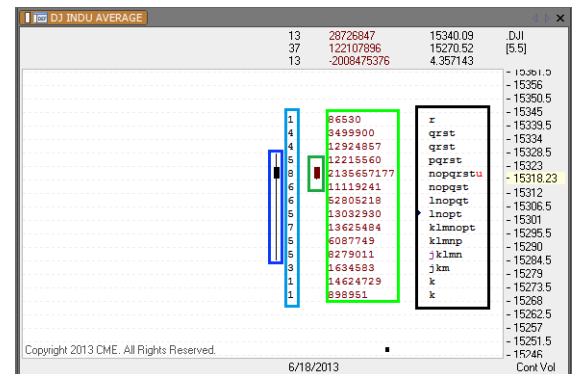 DJ INDU AVERAGE
13 28726847 15340.09 .DJI
37 122107896 15270.52 [5.5]
13 -2008475376 4.357143
15361.5
15356
15350.5
15345
1 86530 r 15339.5
4 3499900 qrst 15334
4 12924857 qrst 15328.5
5 12215560 pqrst 15323
8 2135657177 nopqrstu 15318.23
6 11119241 nopqst 15312
6 52805218 lnopqt 15306.5
5 13032930 lnopt 15301
7 13625484 klmnopt 15295.5
5 6087749 klmnp 15290
5 8279011 jklmn 15284.5
3 1634583 jkm 15279
1 14624729 k 15273.5
1 898951 k 15268
15262.5
15257
15251.5
Copyright 2013 CME. All Rights Reserved. 15246
6/18/2013 Cont Vol